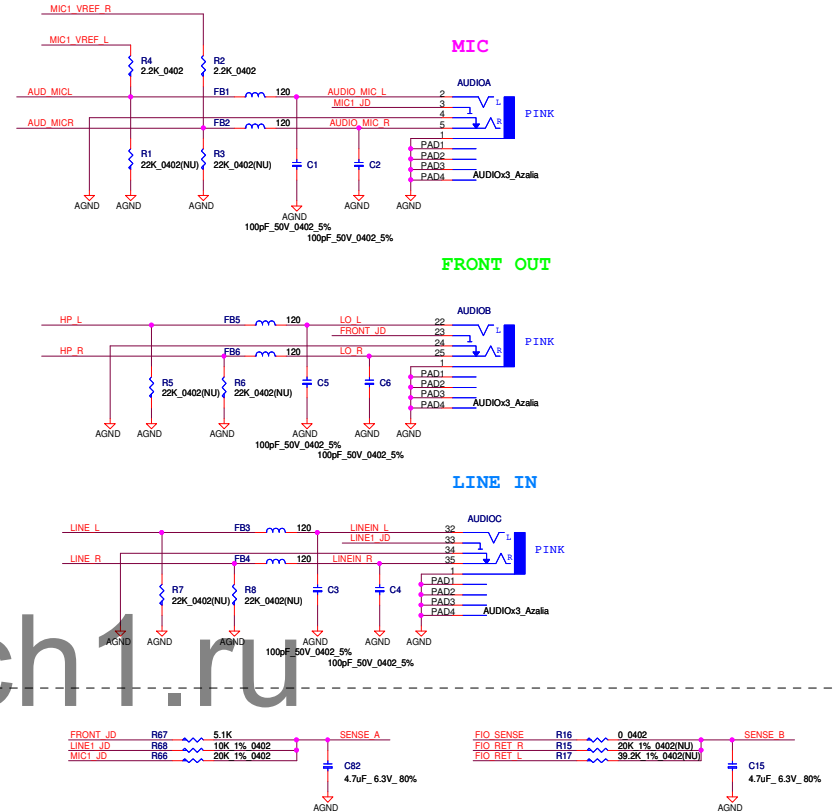 MIC1_VREF_R
MIC1_VREF_L
MIC
R4
2.2K_0402
R2
2.2K_0402
AUDIOA
AUD_MICL
FB1
120
AUDIO_MIC_L
2
L
MIC1_JD
3
PINK
4
AUD_MICR
FB2
120
AUDIO_MIC_R
5
R
1
PAD1
R1
22K_0402(NU)
R3
22K_0402(NU)
C1
C2
PAD2
PAD3
PAD4
AUDIOx3_Azalia
AGND
AGND
AGND
AGND
AGND
AGND
100pF_50V_0402_5%
100pF_50V_0402_5%
FRONT OUT
AUDIOB
HP_L
FB5
120
LO_L
22
L
FRONT_JD
23
PINK
24
HP_R
FB6
120
LO_R
25
R
1
PAD1
R5
22K_0402(NU)
R6
22K_0402(NU)
C5
C6
PAD2
PAD3
PAD4
AUDIOx3_Azalia
AGND
AGND
AGND
AGND
AGND
AGND
100pF_50V_0402_5%
100pF_50V_0402_5%
LINE IN
AUDIOC
LINE_L
FB3
120
LINEIN_L
32
L
LINE1_JD
33
PINK
34
LINE_R
FB4
120
LINEIN_R
35
R
1
PAD1
R7
22K_0402(NU)
R8
22K_0402(NU)
C3
C4
PAD2
PAD3
PAD4
AUDIOx3_Azalia
AGND
AGND
AGND
AGND
AGND
AGND
100pF_50V_0402_5%
100pF_50V_0402_5%
ch1.ru
FRONT_JD
R67
5.1K
SENSE_A
LINE1_JD
R68
10K_1%_0402
MIC1_JD
R66
20K_1%_0402
C82
4.7uF_ 6.3V_ 80%
AGND
FIO_SENSE
R16
0_0402
SENSE_B
FIO_RET_R
R15
20K_1%_0402(NU)
FIO_RET_L
R17
39.2K_1%_0402(NU)
C15
4.7uF_ 6.3V_ 80%
AGND